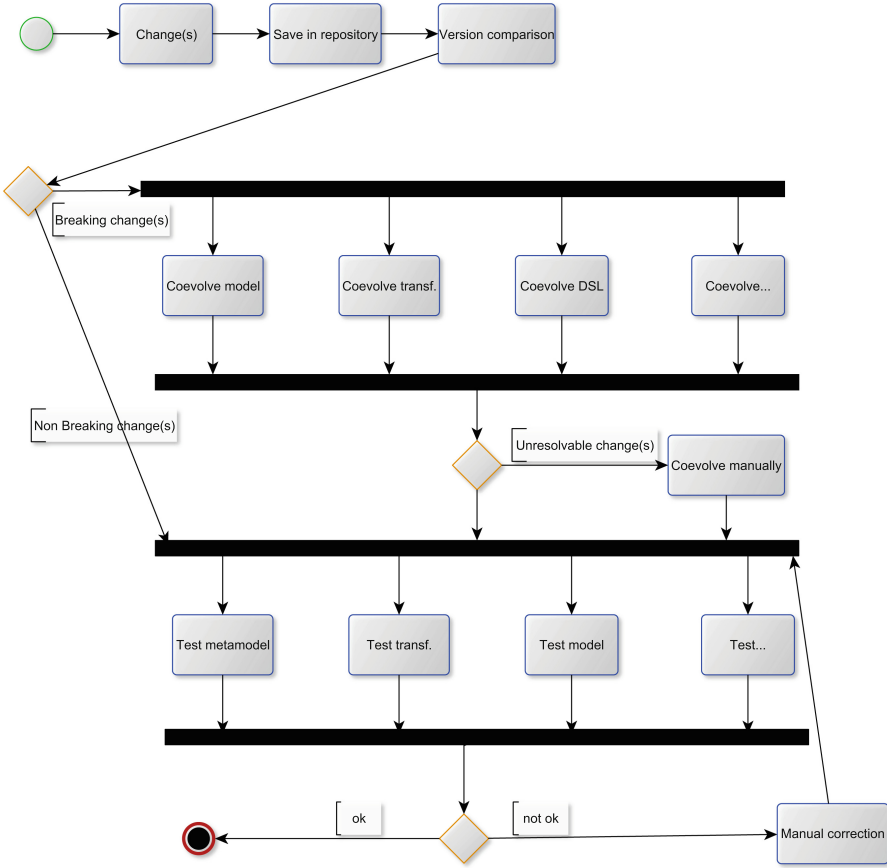 Change(s)
Save in repository
Version comparison
Breaking change(s)
Coevolve model
Coevolve transf.
Coevolve DSL
Coevolve...
Non Breaking change(s)
Unresolvable change(s)
Coevolve manually
Test metamodel
Test transf.
Test model
Test...
ok
not ok
Manual correction